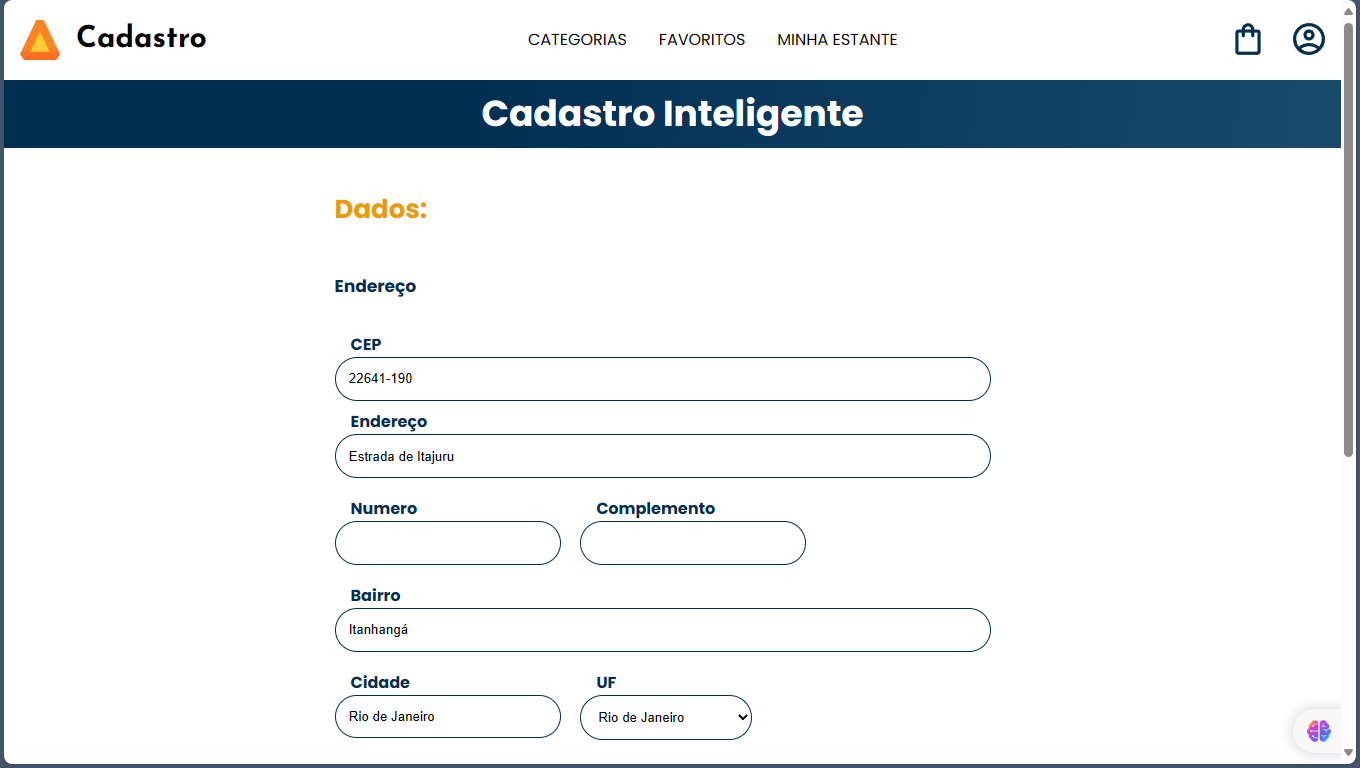 Cadastro
CATEGORIAS FAVORITOS MINHA ESTANTE
Cadastro Inteligente
Dados:
Endereço
CEP
22641-190
Endereço
Estrada de Itajuru
Numero Complemento
Bairro
Itanhangá
Cidade UF
Rio de Janeiro Rio de Janeiro